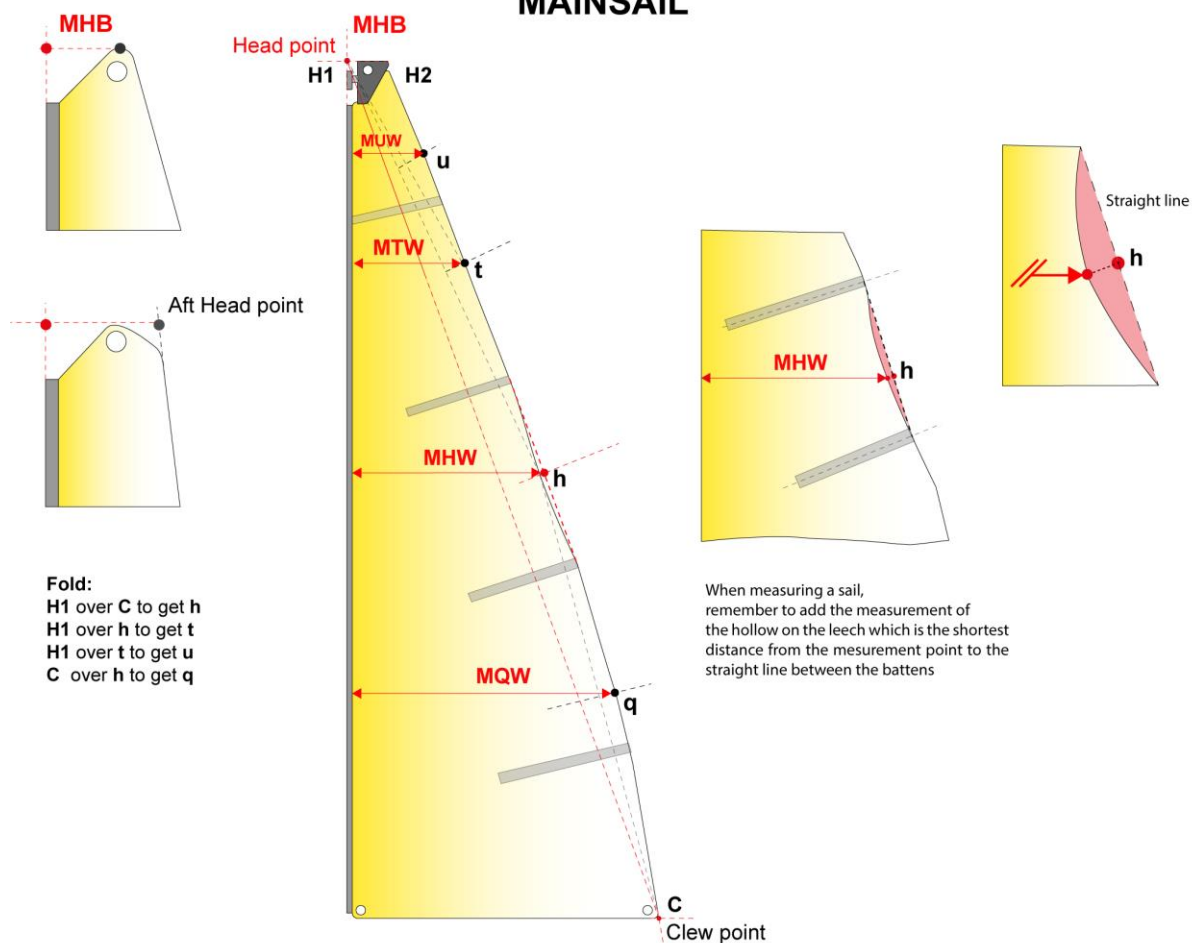 MAINSAIL
MHB
MHB
Head point
H1
H2
MUW
u
Straight line
h
MTW
t
Aft Head point
MHW
h
MHW
h
Fold:
H1 over C to get h
H1 over h to get t
H1 over t to get u
C over h to get q
When measuring a sail,
remember to add the measurement of
the hollow on the leech which is the shortest
distance from the mesurement point to the
straight line between the battens
MQW
q
C
Clew point